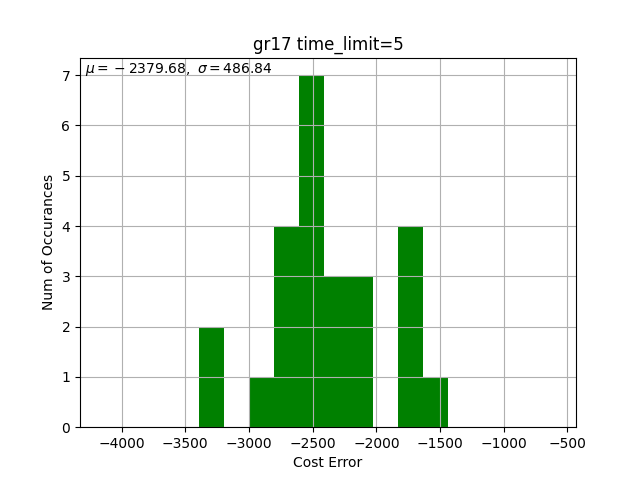 gr17 time_limit=5
μ = −2379.68, σ = 486.84
7
6
5
4
3
2
1
0
Num of Occurances
−4000 −3500 −3000 −2500 −2000 −1500 −1000 −500
Cost Error